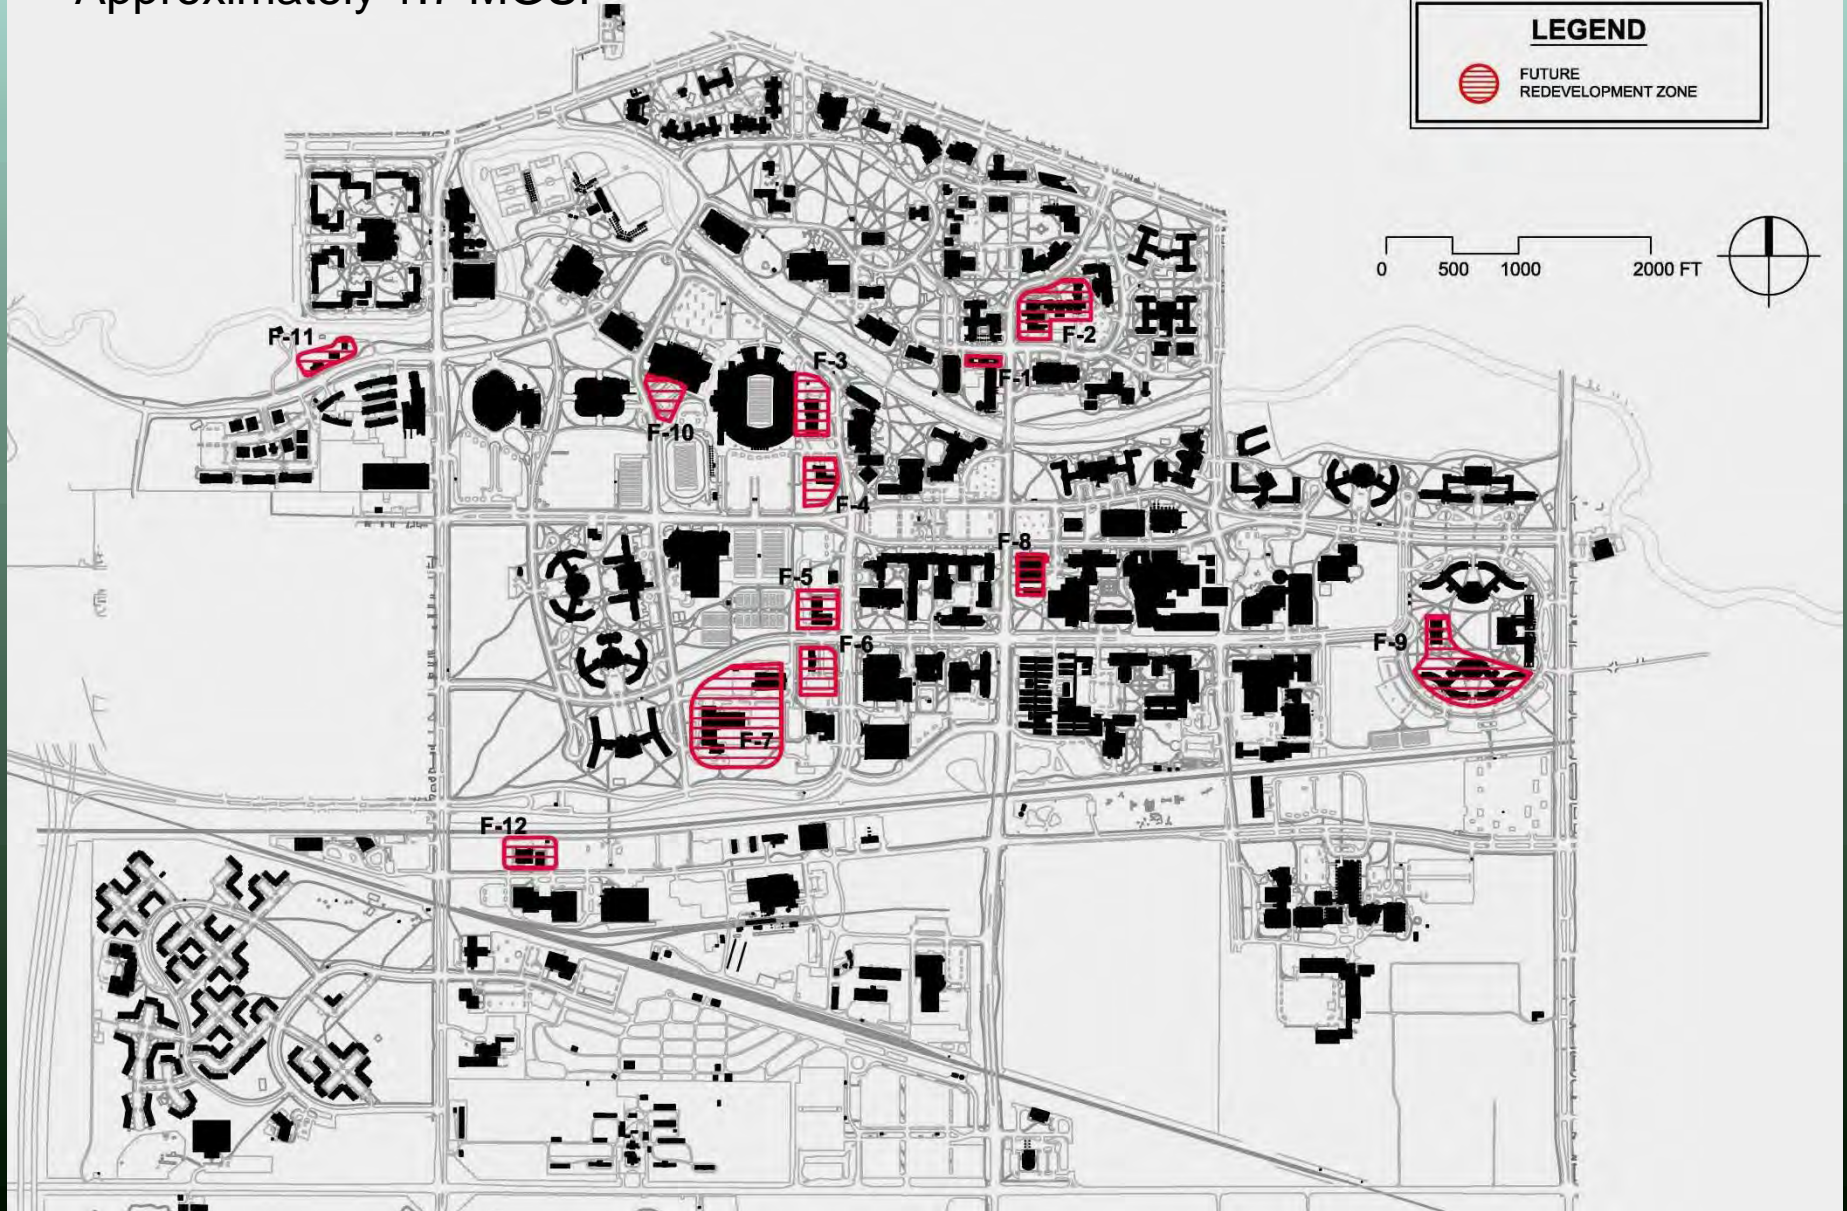 Approximately
LEGEND
FUTURE
REDEVELOPMENT ZONE
0 500 1000 2000 FT
F-11
F-3
F-2
F-1
F-10
F-4
F-8
F-5
F-6
F-9
F-7
F-12